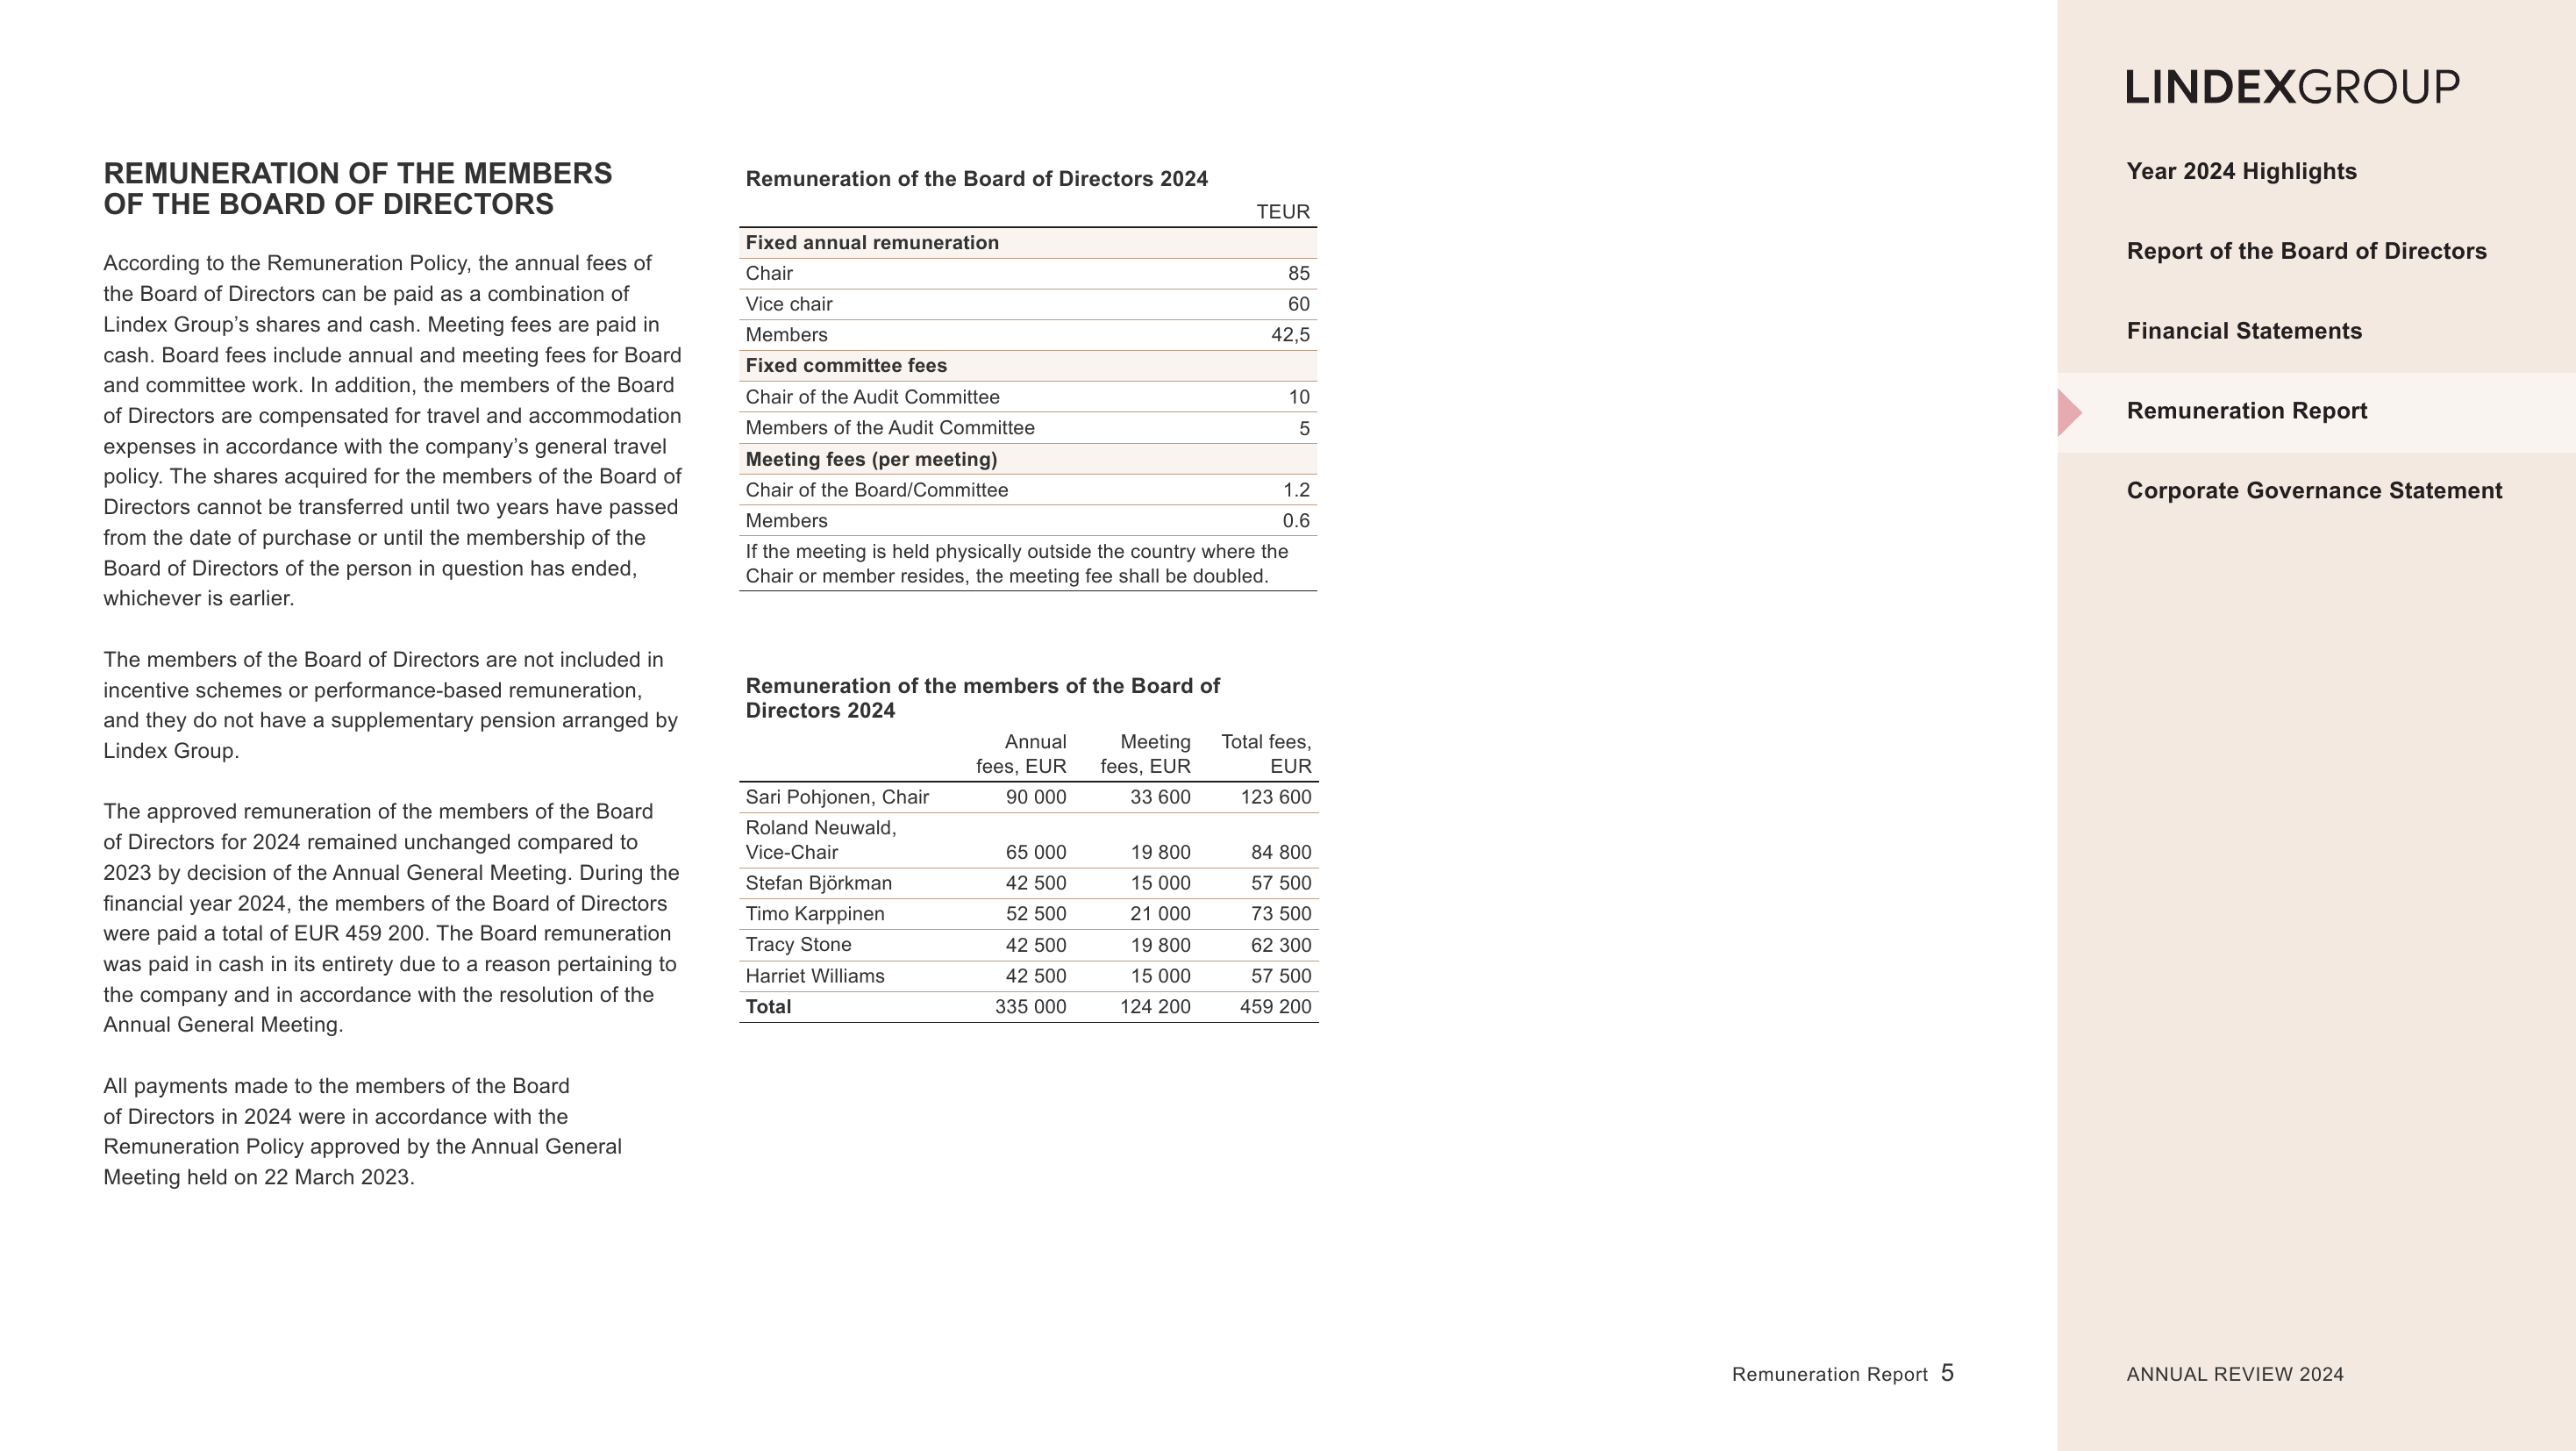 REMUNERATION OF THE MEMBERS
OF THE BOARD OF DIRECTORS
According to the Remuneration Policy, the annual fees of
the Board of Directors can be paid as a combination of
Lindex Group’s shares and cash. Meeting fees are paid in
cash. Board fees include annual and meeting fees for Board
and committee work. In addition, the members of the Board
of Directors are compensated for travel and accommodation
expenses in accordance with the company’s general travel
policy. The shares acquired for the members of the Board of
Directors cannot be transferred until two years have passed
from the date of purchase or until the membership of the
Board of Directors of the person in question has ended,
whichever is earlier.
The members of the Board of Directors are not included in
incentive schemes or performance-based remuneration,
and they do not have a supplementary pension arranged by
Lindex Group.
The approved remuneration of the members of the Board
of Directors for 2024 remained unchanged compared to
2023 by decision of the Annual General Meeting. During the
financial year 2024, the members of the Board of Directors
were paid a total of EUR 459 200. The Board remuneration
was paid in cash in its entirety due to a reason pertaining to
the company and in accordance with the resolution of the
Annual General Meeting.
All payments made to the members of the Board
of Directors in 2024 were in accordance with the
Remuneration Policy approved by the Annual General
Meeting held on 22 March 2023.
Remuneration of the Board of Directors 2024
TEUR
Fixed annual remuneration
Chair 85
Vice chair 60
Members 42,5
Fixed committee fees
Chair of the Audit Committee 10
Members of the Audit Committee 5
Meeting fees (per meeting)
Chair of the Board/Committee 1.2
Members 0.6
If the meeting is held physically outside the country where the
Chair or member resides, the meeting fee shall be doubled.
Remuneration of the members of the Board of
Directors 2024
Annual Meeting Total fees,
fees, EUR fees, EUR EUR
Sari Pohjonen, Chair 90 000 33 600 123 600
Roland Neuwald,
Vice-Chair 65 000 19 800 84 800
Stefan Björkman 42 500 15 000 57 500
Timo Karppinen 52 500 21 000 73 500
Tracy Stone 42 500 19 800 62 300
Harriet Williams 42 500 15 000 57 500
Total 335 000 124 200 459 200
Remuneration Report 5
LINDEXGROUP
Year 2024 Highlights
Report of the Board of Directors
Financial Statements
Remuneration Report
Corporate Governance Statement
ANNUAL REVIEW 2024